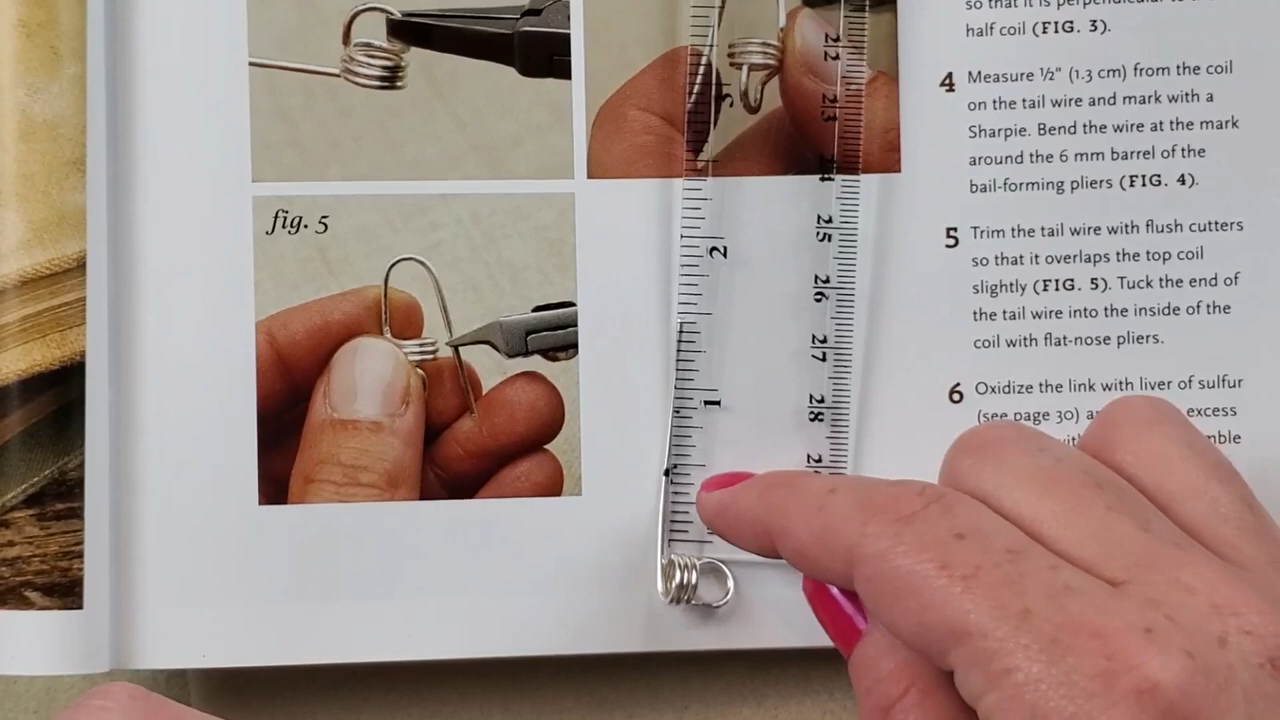 so that it is perpendicular to the
half coil (FIG. 3).
4 Measure ½" (1.3 cm) from the coil
on the tail wire and mark with a
Sharpie. Bend the wire at the mark
around the 6 mm barrel of the
bail-forming pliers (FIG. 4).
fig. 5
5 Trim the tail wire with flush cutters
so that it overlaps the top coil
slightly (FIG. 5). Tuck the end of
the tail wire into the inside of the
coil with flat-nose pliers.
6 Oxidize the link with liver of sulfur
(see page 30) excess
3
2
1
22
23
24
25
26
27
28